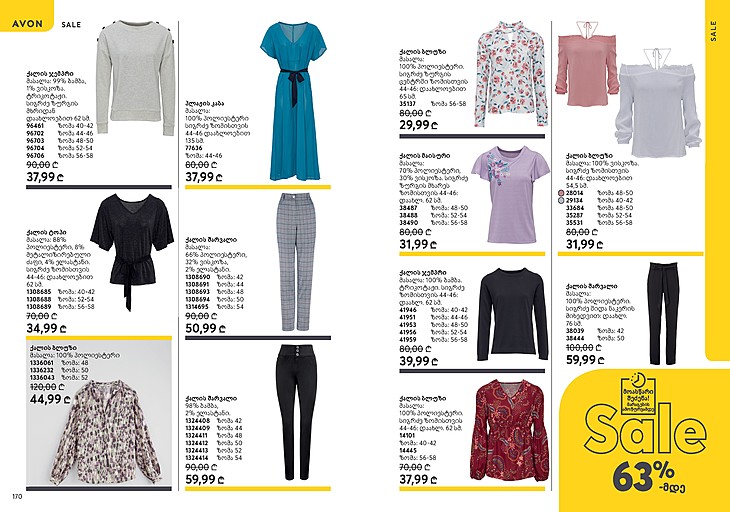 AVON
SALE
ქალის ჯემპრი
მასალა: 99% ბამბა,
1% ვისკოზა.
ტრიკოტაჟი.
სიგრძე ზურგის
მხრიდან
დაახლოებით 62 სმ.
96461 ზომა 40-42
96702 ზომა 44-46
96703 ზომა 48-50
96704 ზომა 52-54
96706 ზომა 56-58
90,00 ₾
37,99 ₾
პლაჟის კაბა
მასალა:
100% პოლიესტერი
სიგრძე ზომისთვის
44-46 დაახლოებით
135 სმ.
77636
ზომა: 44-46
80,00 ₾
37,99 ₾
ქალის ტოპი
მასალა: 88%
პოლიესტერი, 8%
მეტალიზირებული
ძაფი, 4% ელასტანი.
სიგრძე ზომისთვის
44-46: დაახლოებით
62 სმ.
1308685 ზომა: 40-42
1308688 ზომა: 52-54
1308689 ზომა: 56-58
70,00 ₾
34,99 ₾
ქალის შარვალი
მასალა:
66% პოლიესტერი,
32% ვისკოზა,
2% ელასტანი.
1308690 ზომა: 42
1308691 ზომა: 44
1308693 ზომა: 48
1308694 ზომა: 50
1314695 ზომა: 54
90,00 ₾
50,99 ₾
ქალის ბლუზი
მასალა: 100% პოლიესტერი
1336061 ზომა: 48
1336232 ზომა: 50
1336043 ზომა: 52
120,00 ₾
44,99 ₾
ქალის შარვალი
98% ბამბა,
2% ელასტანი.
1324408 ზომა 42
1324409 ზომა 44
1324411 ზომა 48
1324412 ზომა 50
1324413 ზომა 52
1324414 ზომა 54
90,00 ₾
59,99 ₾
170
SALE
ქალის ბლუზი
მასალა:
100% პოლიესტერი.
სიგრძე ზურგის
ცენტრში ზომისთვის
44-46: დაახლოებით
65 სმ.
35137 ზომა 56-58
80,00 ₾
29,99 ₾
ქალის მაისური
მასალა:
70% პოლიესტერი,
30% ვისკოზა. სიგრძე
ზურგის მხარეს
ზომისთვის 44-46:
დაახლ. 62 სმ.
38487 ზომა: 48-50
38488 ზომა: 52-54
38490 ზომა: 56-58
80,00 ₾
31,99 ₾
ქალის ბლუზი
მასალა: 100% ვისკოზა.
სიგრძე ზომისთვის
44-46: დაახლოებით
54,5 სმ.
28014 ზომა: 48-50
29134 ზომა: 40-42
33684 ზომა: 48-50
35287 ზომა: 52-54
35531 ზომა: 56-58
80,00 ₾
31,99 ₾
ქალის ჯემპრი
მასალა: 100% ბამბა.
ტრიკოტაჟი. სიგრძე
ზომისთვის 44-46:
დაახლ. 62 სმ.
41946 ზომა: 40-42
41951 ზომა: 44-46
41953 ზომა: 48-50
41956 ზომა: 52-54
41959 ზომა: 56-58
80,00 ₾
39,99 ₾
ქალის შარვალი
მასალა:
100% პოლიესტერი.
სიგრძე შიდა ნაკერის
მიხედვით: დაახლ.
76 სმ.
38039 ზომა: 42
38444 ზომა: 50
100,00 ₾
59,99 ₾
ქალის ბლუზი
მასალა:
100% პოლიესტერი.
სიგრძე ზომისთვის
44-46: დაახლ. 62 სმ.
14101
ზომა: 40-42
14445
ზომა: 56-58
70,00 ₾
37,99 ₾
მოასწარი
შეძენა!
მარაგების
ამოწურვამდე
Sale
63%
-მდე